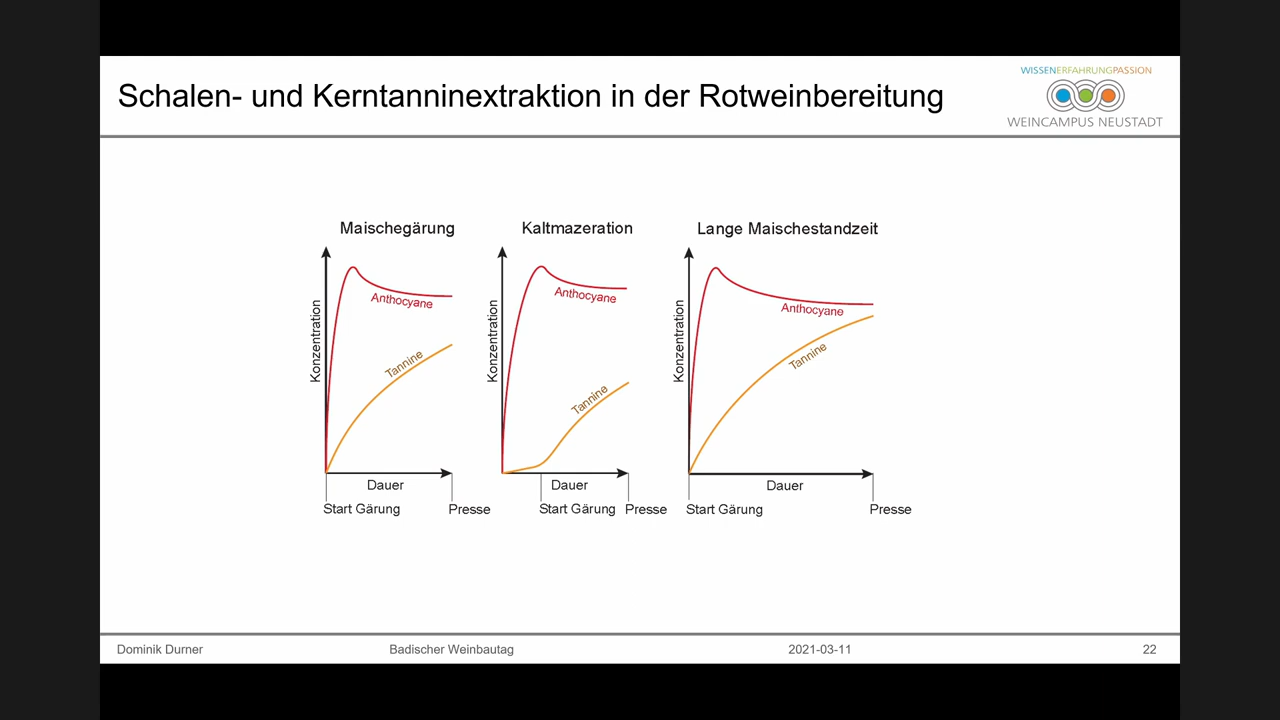 Schalen- und Kerntanninextraktion in der Rotweinbereitung
WISSENERFAHRUNGPASSION
WEINCAMPUS NEUSTADT
Maischegärung
Konzentration
Anthocyane
Tannine
Dauer
Start Gärung
Presse
Kaltmazeration
Konzentration
Anthocyane
Tannine
Dauer
Start Gärung
Presse
Lange Maischestandzeit
Konzentration
Anthocyane
Tannine
Dauer
Start Gärung
Presse
Dominik Durner
Badischer Weinbautag
2021-03-11
22